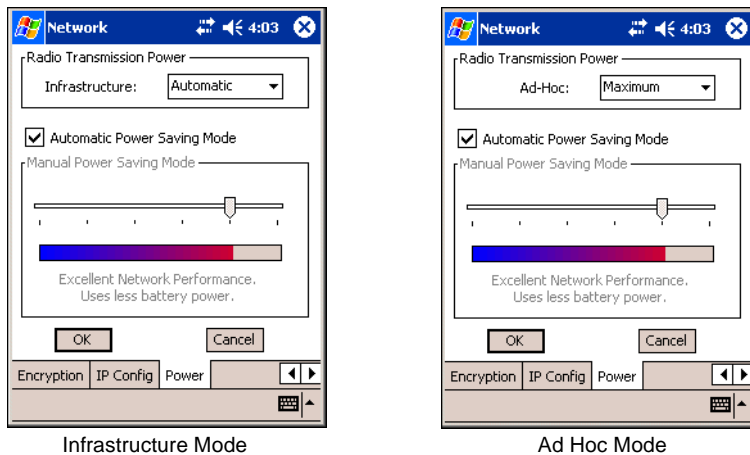 Network 4:03
Radio Transmission Power
Infrastructure: Automatic
Automatic Power Saving Mode
Manual Power Saving Mode
Excellent Network Performance.
Uses less battery power.
OK Cancel
Encryption IP Config Power
Infrastructure Mode
Network 4:03
Radio Transmission Power
Ad-Hoc: Maximum
Automatic Power Saving Mode
Manual Power Saving Mode
Excellent Network Performance.
Uses less battery power.
OK Cancel
Encryption IP Config Power
Ad Hoc Mode